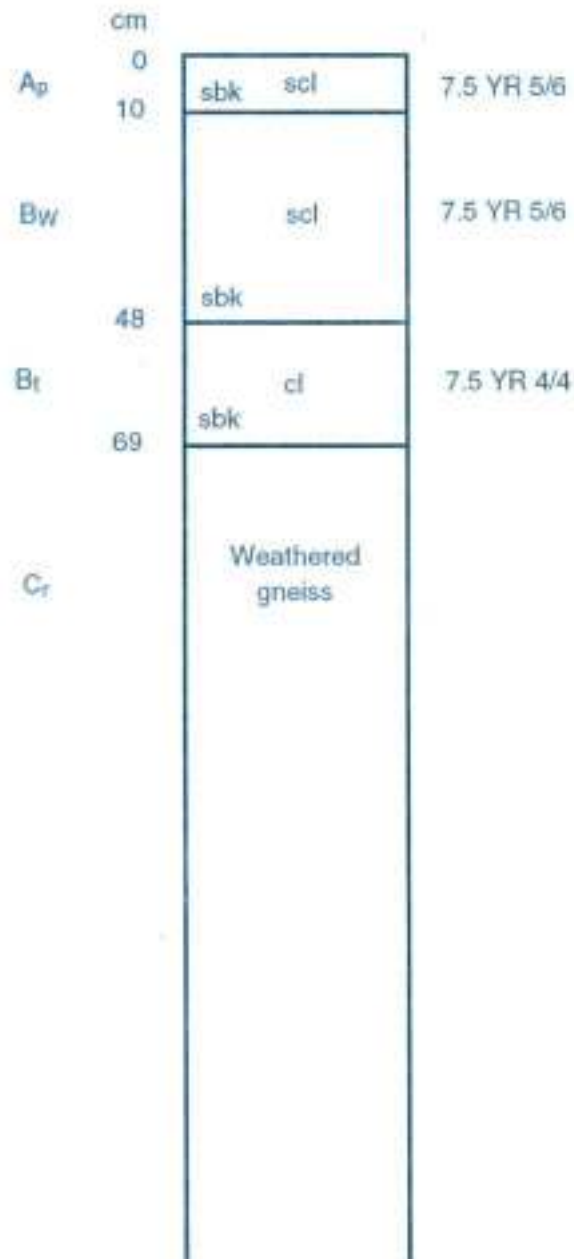 cm
0
Ap sbk scl 7.5 YR 5/6
10
Bw scl 7.5 YR 5/6
sbk
48
Bt cl 7.5 YR 4/4
sbk
69
Cr Weathered
gneiss